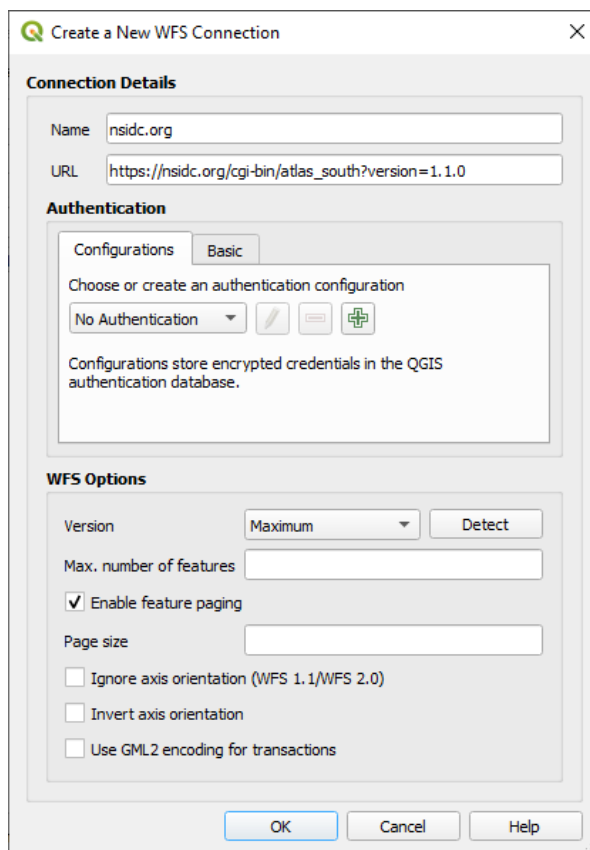 Create a New WFS Connection
Connection Details
Name nsidc.org
URL https://nsidc.org/cgi-bin/atlas_south?version=1.1.0
Authentication
Configurations Basic
Choose or create an authentication configuration
No Authentication
Configurations store encrypted credentials in the QGIS
authentication database.
WFS Options
Version Maximum Detect
Max. number of features
Enable feature paging
Page size
Ignore axis orientation (WFS 1.1/WFS 2.0)
Invert axis orientation
Use GML2 encoding for transactions
OK Cancel Help